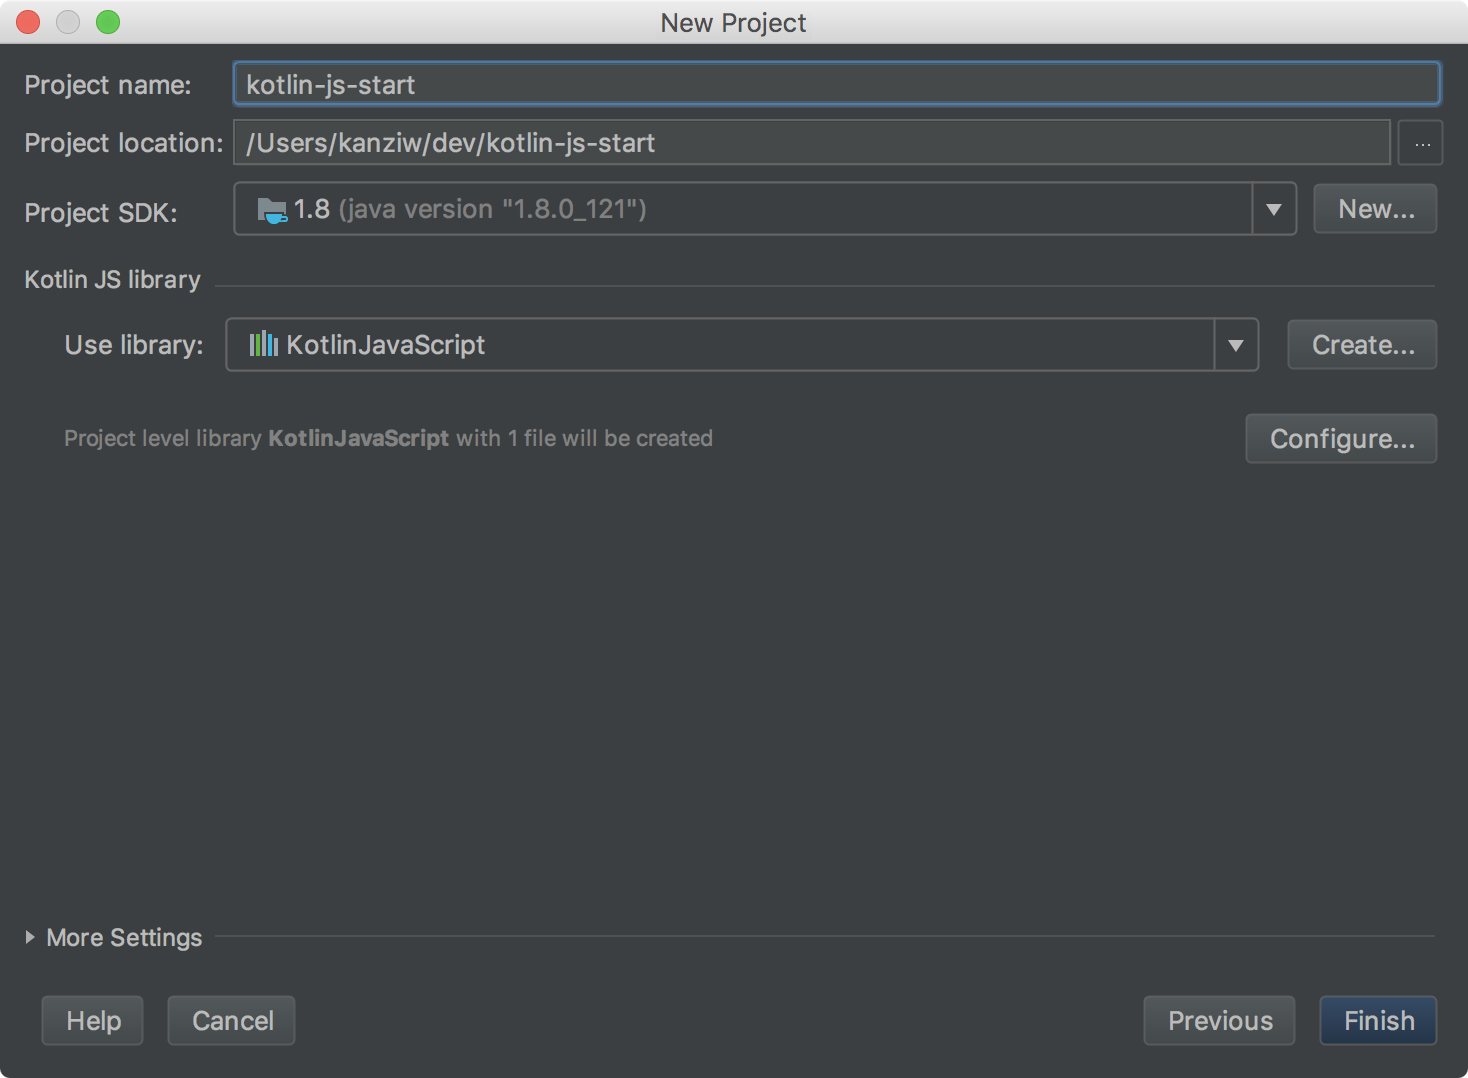 New Project
Project name: kotlin-js-start
Project location: /Users/kanziw/dev/kotlin-js-start ...
Project SDK: 1.8 (java version "1.8.0_121") New...
Kotlin JS library
Use library: KotlinJavaScript Create...
Project level library KotlinJavaScript with 1 file will be created Configure...
More Settings
Help Cancel Previous Finish